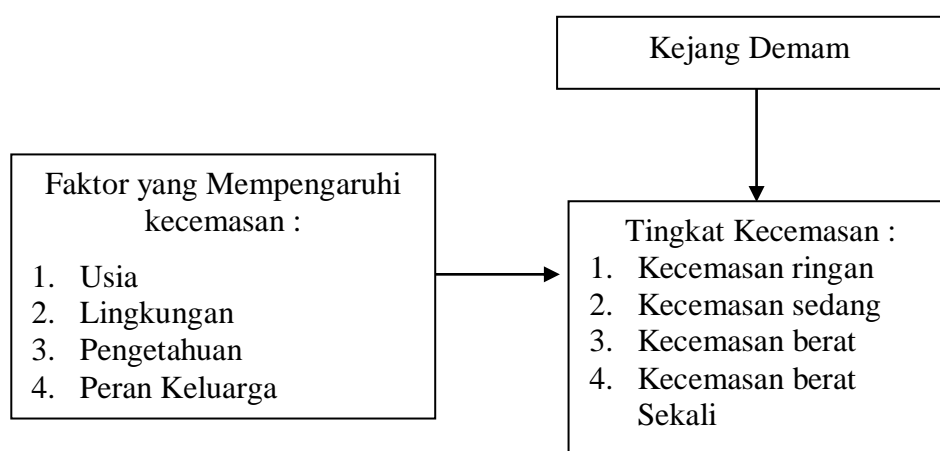 Kejang Demam
Faktor yang Mempengaruhi
kecemasan :
1. Usia
2. Lingkungan
3. Pengetahuan
4. Peran Keluarga
Tingkat Kecemasan :
1. Kecemasan ringan
2. Kecemasan sedang
3. Kecemasan berat
4. Kecemasan berat
Sekali